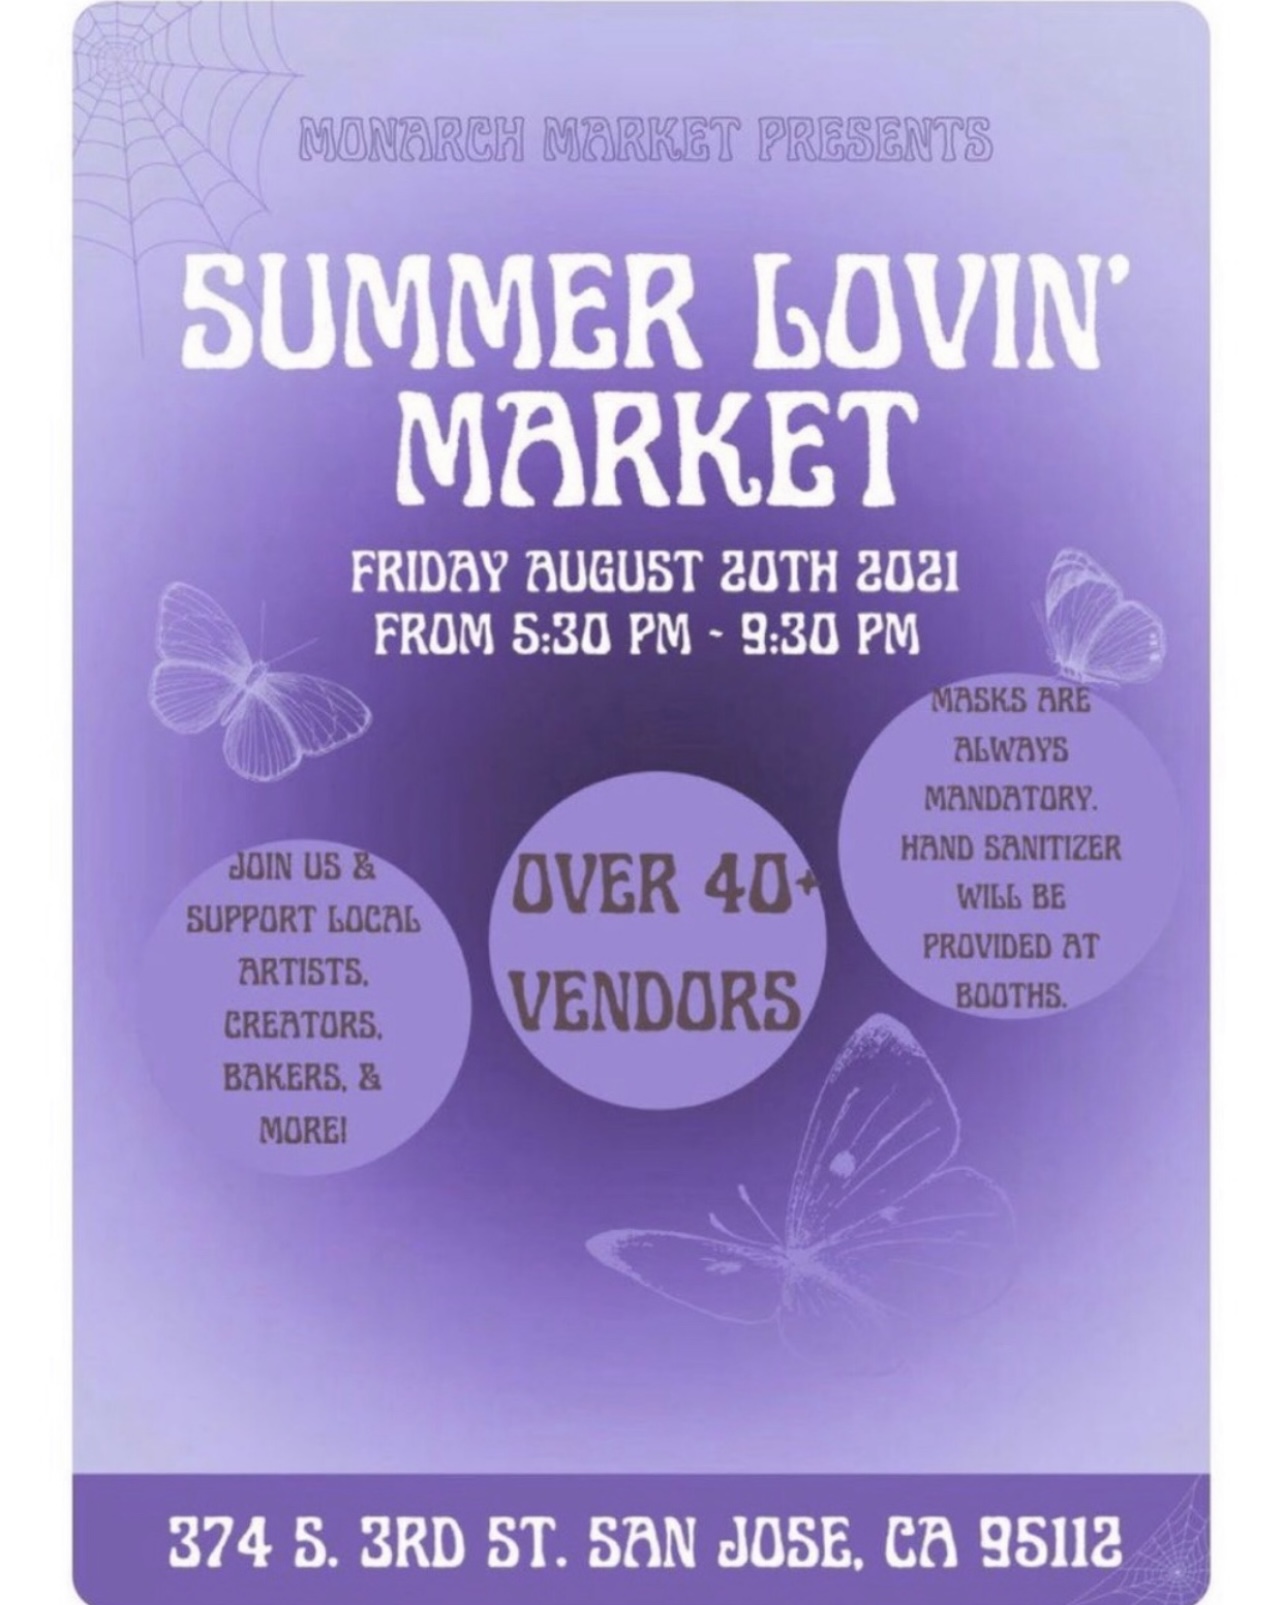 MONARCH MARKET PRESENTS
SUMMER LOVIN'
MARKET
FRIDAY AUGUST 20TH 2021
FROM 5:30 PM - 9:30 PM
MASKS ARE
ALWAYS
MANDATORY.
HAND SANITIZER
WILL BE
PROVIDED AT
BOOTHS.
JOIN US &
SUPPORT LOCAL
ARTISTS,
CREATORS,
BAKERS, &
MORE!
OVER 40+
VENDORS
374 S. 3RD ST. SAN JOSE, CA 95112